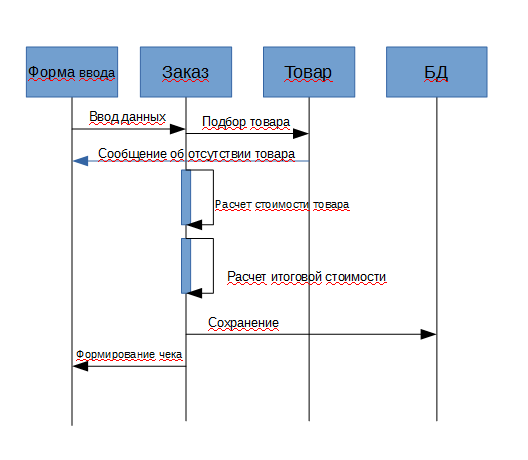 Форма ввода
Заказ
Товар
БД
Ввод данных
Подбор товара
Сообщение об отсутствии товара
Расчет стоимости товара
Расчет итоговой стоимости
Сохранение
Формирование чека